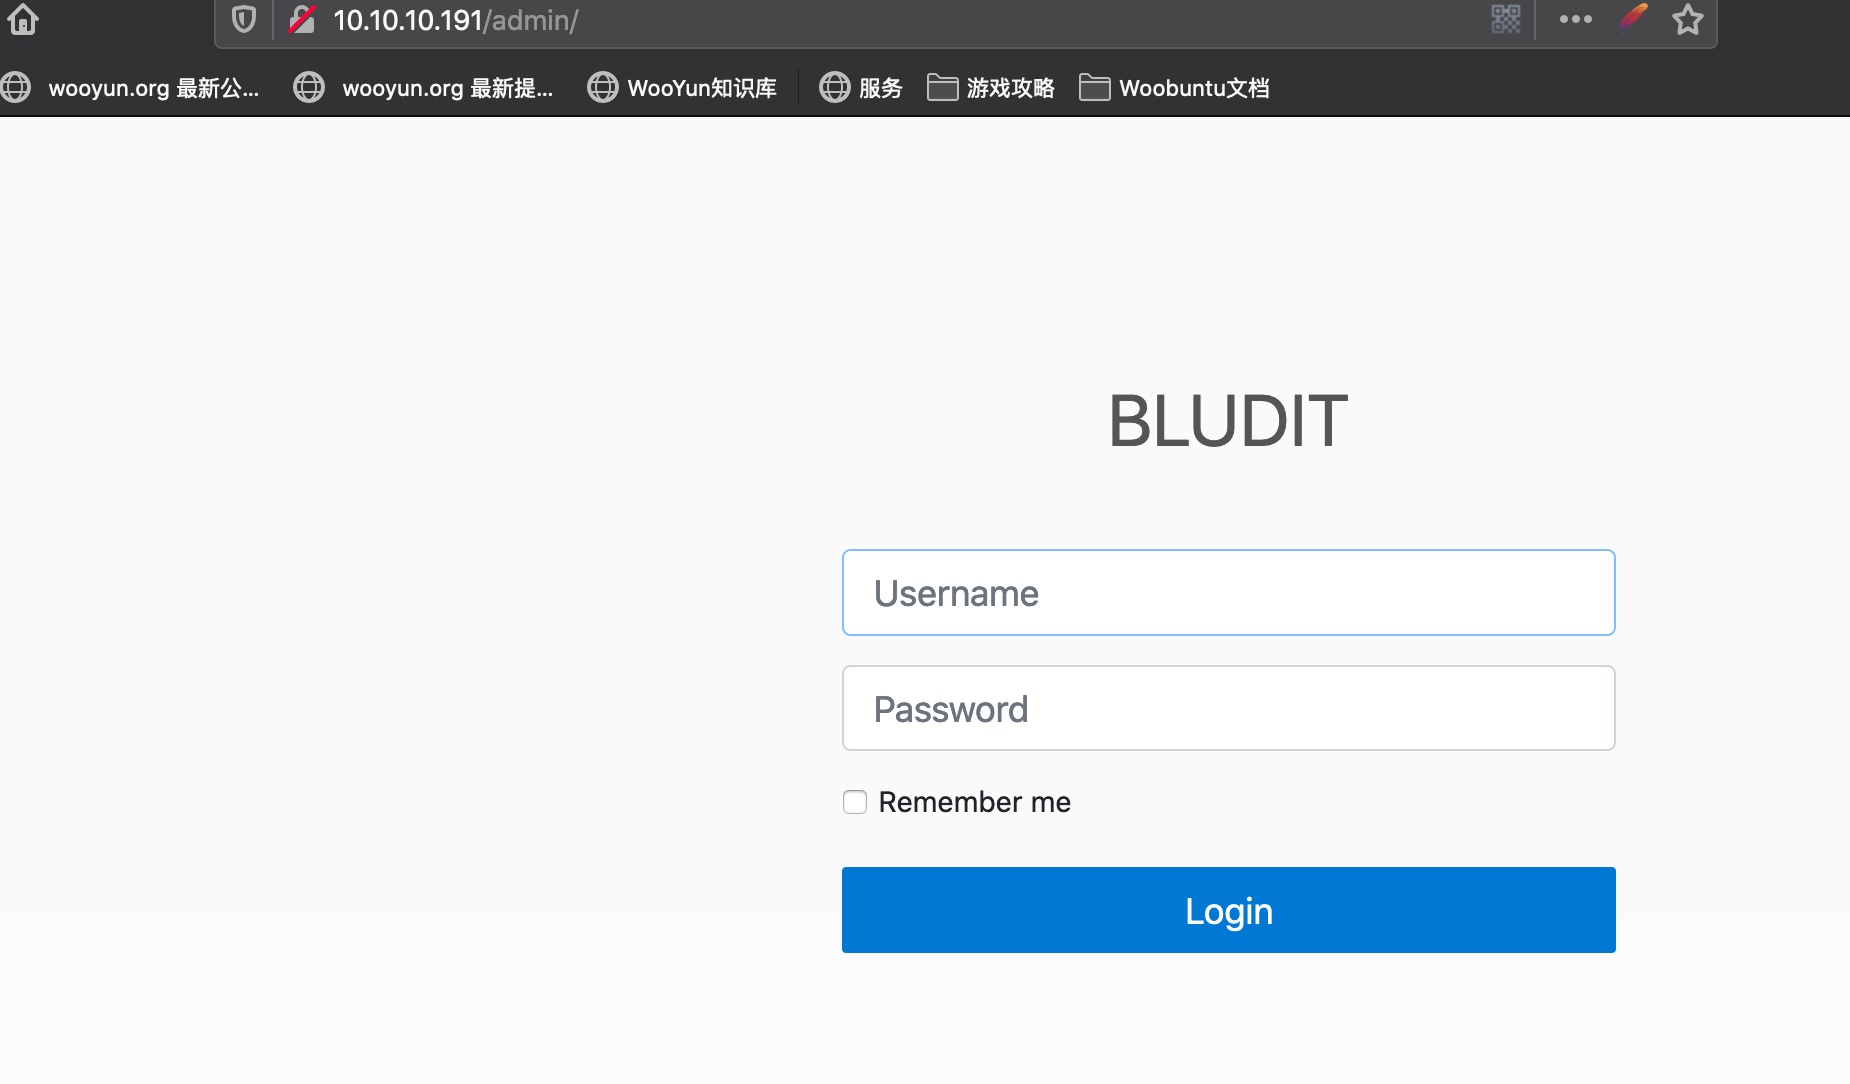 10.10.10.191/admin/
wooyun.org 最新公... wooyun.org 最新提... WooYun知识库 服务 游戏攻略 Woobuntu文档
BLUDIT
Username
Password
Remember me
Login